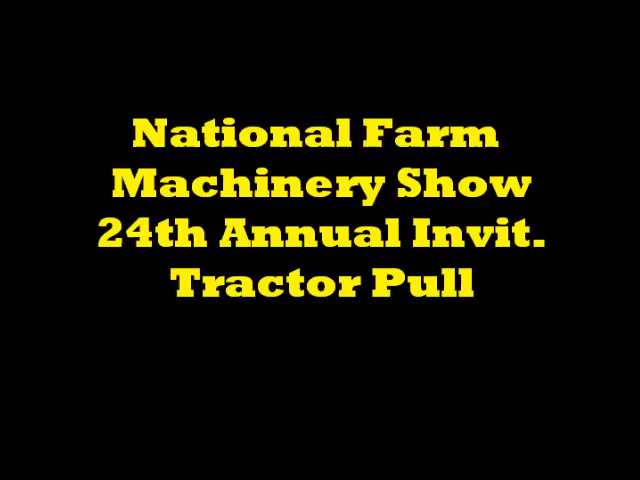 National Farm
Machinery Show
24th Annual Invit.
Tractor Pull